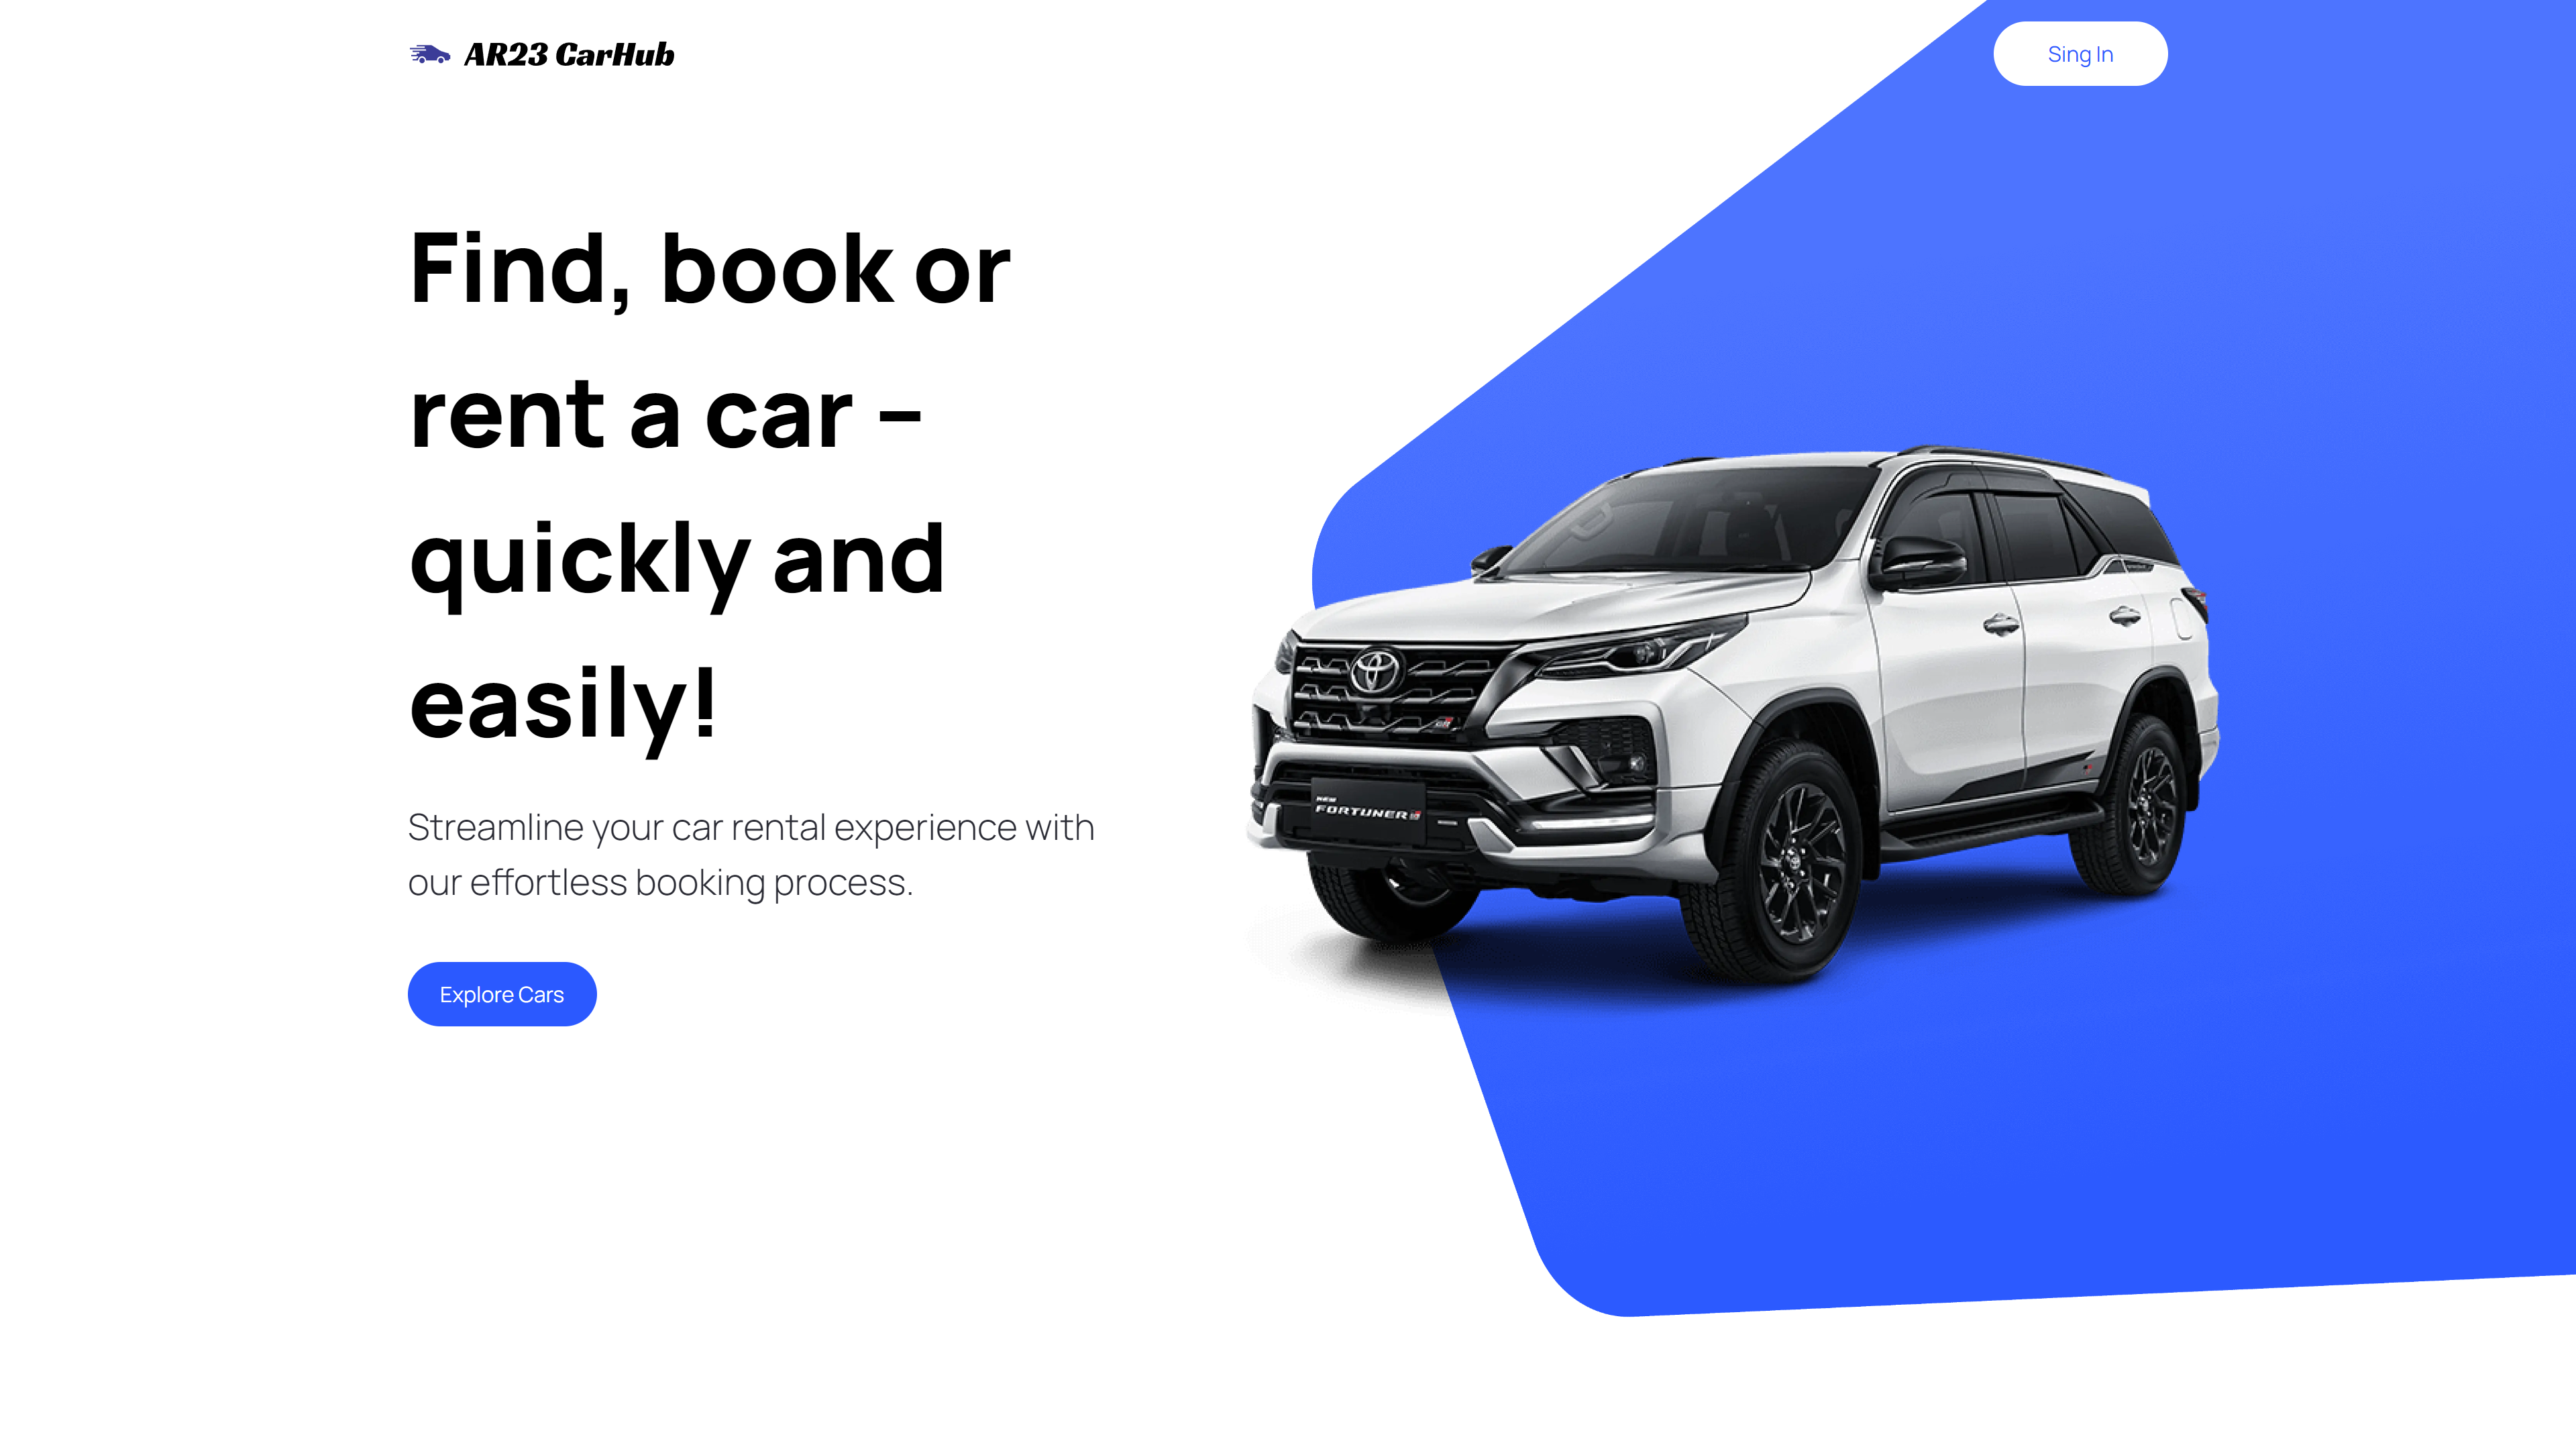 AR23 CarHub
Sing In
Find, book or
rent a car –
quickly and
easily!
Streamline your car rental experience with
our effortless booking process.
Explore Cars
NEW
FORTUNER